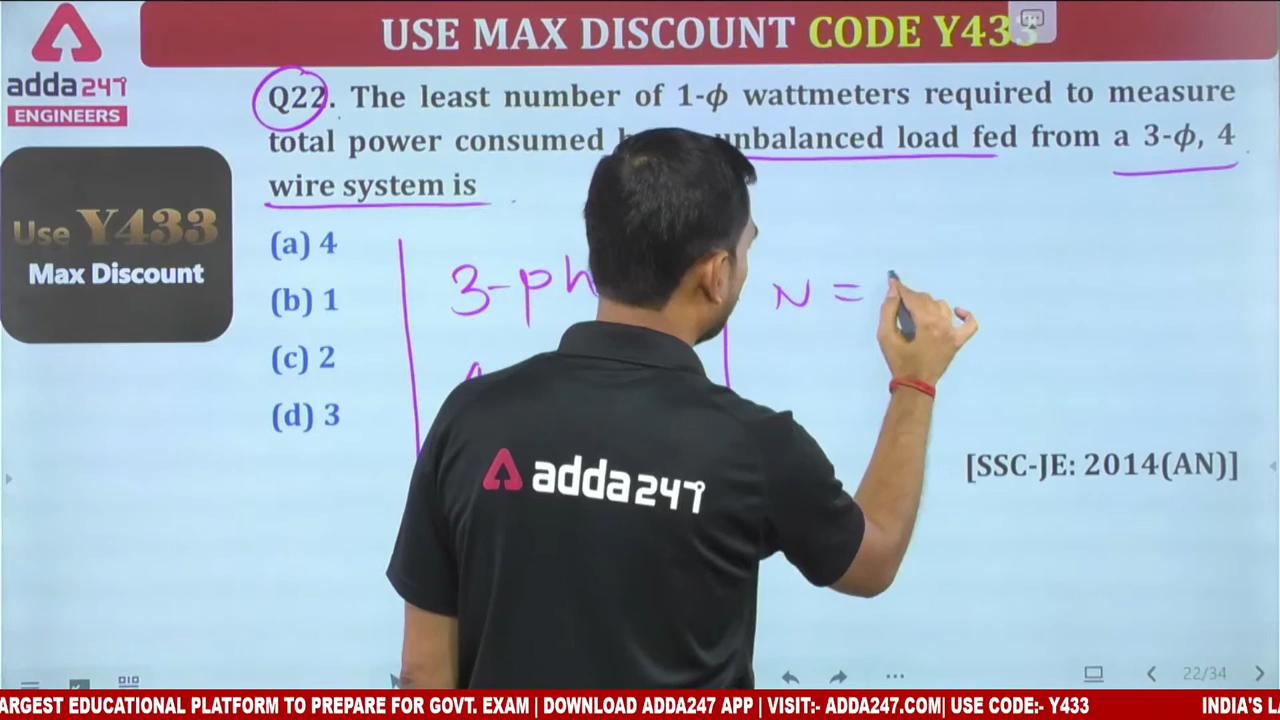 USE MAX DISCOUNT CODE Y433
adda247
ENGINEERS
Q22. The least number of 1-ϕ wattmeters required to measure
total power consumed unbalanced load fed from a 3-ϕ, 4
wire system is
Use Y433
Max Discount
(a) 4
(b) 1
(c) 2
(d) 3
3-ph
N =
[SSC-JE: 2014(AN)]
adda247
22/34
ARGEST EDUCATIONAL PLATFORM TO PREPARE FOR GOVT. EXAM | DOWNLOAD ADDA247 APP | VISIT:- ADDA247.COM| USE CODE:- Y433 INDIA'S LA